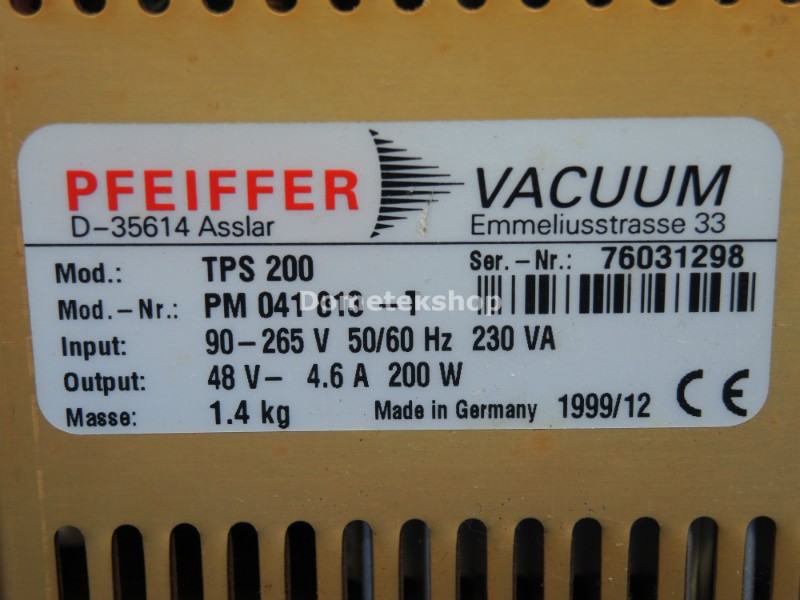 PFEIFFER VACUUM
D-35614 Asslar Emmeliusstrasse 33
Mod.: TPS 200 Ser.-Nr.: 76031298
Mod.-Nr.: PM 041
Dometekshop
Input: 90-265 V 50/60 Hz 230 VA
Output: 48 V- 4.6 A 200 W
Masse: 1.4 kg Made in Germany 1999/12 CE